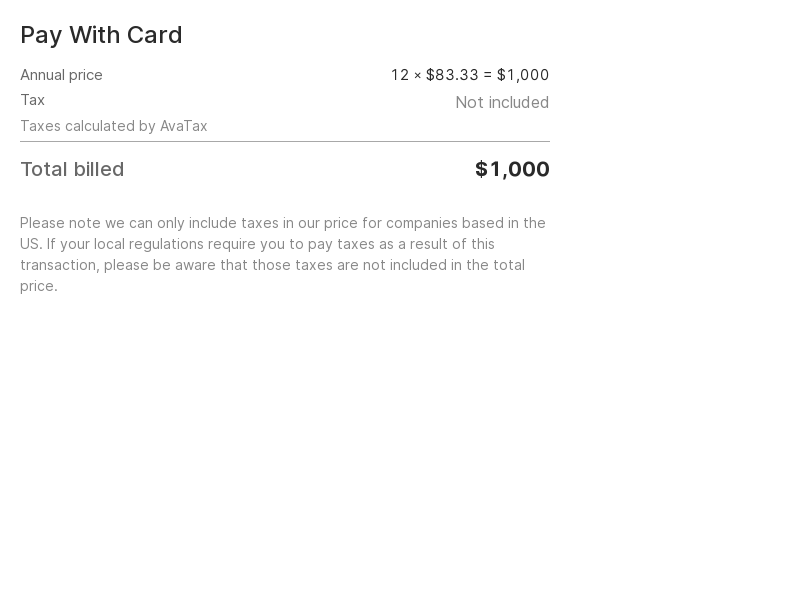 Pay With Card
Annual price 12 × $83.33 = $1,000
Tax Not included
Taxes calculated by AvaTax
Total billed $1,000
Please note we can only include taxes in our price for companies based in the
US. If your local regulations require you to pay taxes as a result of this
transaction, please be aware that those taxes are not included in the total
price.